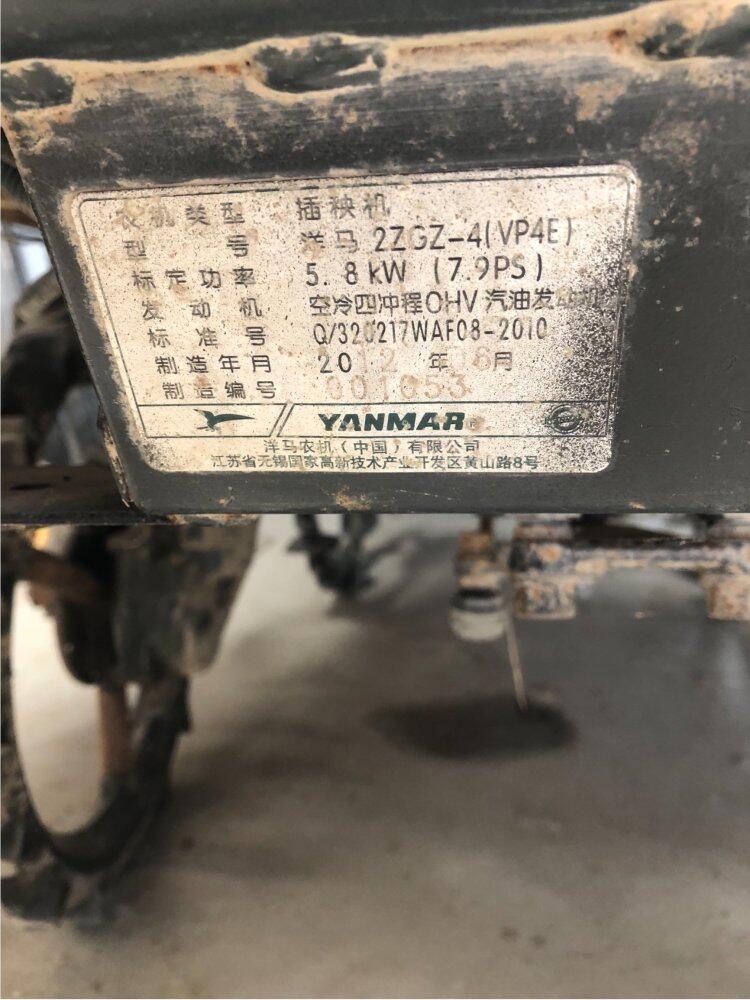 农机类型 插秧机
型号 洋马 2ZGZ-4(VP4E)
标定功率 5.8kW (7.9PS)
发动机 空冷四冲程OHV 汽油发动机
标准号 Q/320217WAF08-2010
制造年月 2012 年 06月
制造编号 001053
YANMAR
洋马农机(中国)有限公司
江苏省无锡国家高新技术产业开发区黄山路8号